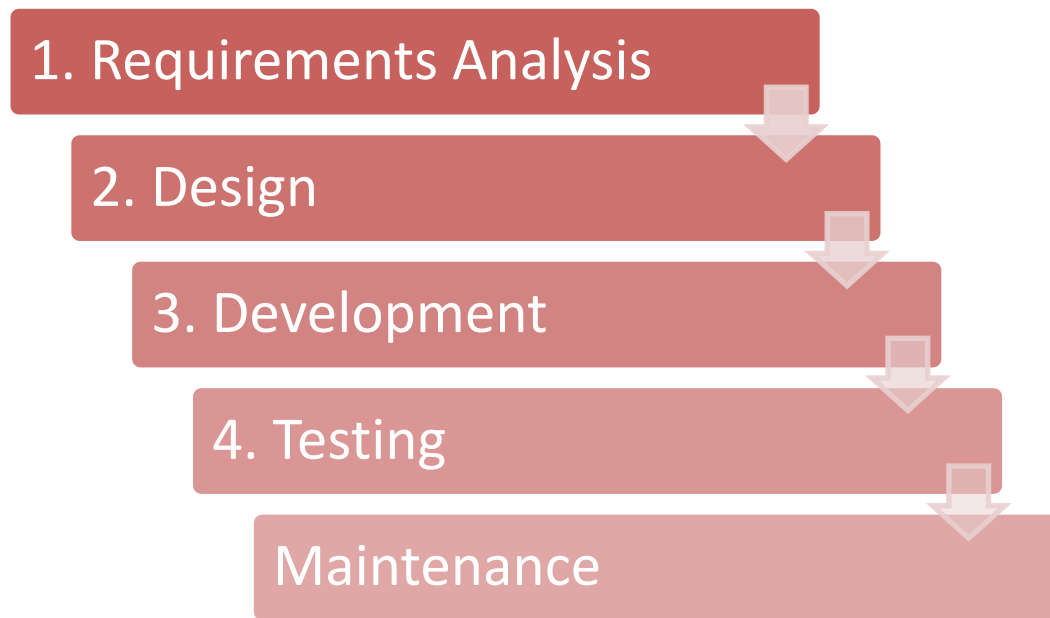 1. Requirements Analysis
2. Design
3. Development
4. Testing
Maintenance